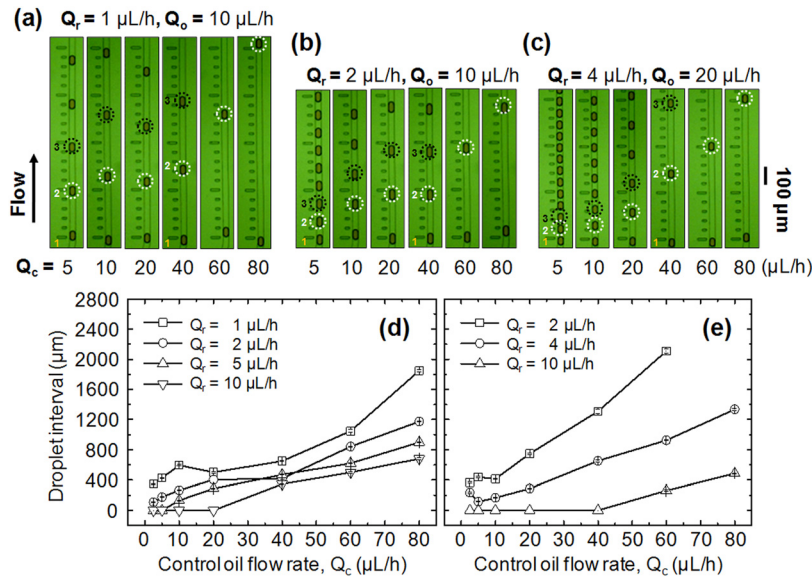 (a)
Qr = 1 µL/h, Qo = 10 µL/h
(b)
(c)
Qr = 2 µL/h, Qo = 10 µL/h
Qr = 4 µL/h, Qo = 20 µL/h
Flow
3
2
1
3
2
1
3
2
1
3
2
1
3
2
1
3
2
1
100 µm
Qc = 5 10 20 40 60 80
5 10 20 40 60 80
5 10 20 40 60 80 (µL/h)
Droplet interval (µm)
2800
2400
2000
1600
1200
800
400
0
(d)
Qr = 1 µL/h
Qr = 2 µL/h
Qr = 5 µL/h
Qr = 10 µL/h
(e)
Qr = 2 µL/h
Qr = 4 µL/h
Qr = 10 µL/h
0 10 20 30 40 50 60 70 80
0 10 20 30 40 50 60 70 80
Control oil flow rate, Qc (µL/h)
Control oil flow rate, Qc (µL/h)